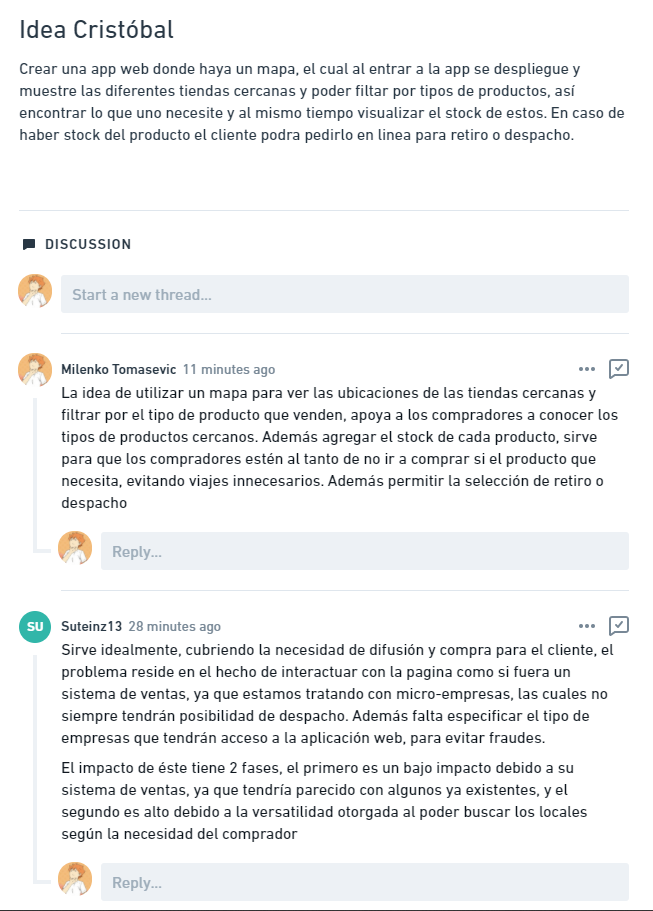 Idea Cristóbal
Crear una app web donde haya un mapa, el cual al entrar a la app se despliegue y
muestre las diferentes tiendas cercanas y poder filtar por tipos de productos, así
encontrar lo que uno necesite y al mismo tiempo visualizar el stock de estos. En caso de
haber stock del producto el cliente podra pedirlo en linea para retiro o despacho.
DISCUSSION
Start a new thread...
Milenko Tomasevic 11 minutes ago
La idea de utilizar un mapa para ver las ubicaciones de las tiendas cercanas y
filtrar por el tipo de producto que venden, apoya a los compradores a conocer los
tipos de productos cercanos. Además agregar el stock de cada producto, sirve
para que los compradores estén al tanto de no ir a comprar si el producto que
necesita, evitando viajes innecesarios. Además permitir la selección de retiro o
despacho
Reply...
SU Suteinz13 28 minutes ago
Sirve idealmente, cubriendo la necesidad de difusión y compra para el cliente, el
problema reside en el hecho de interactuar con la pagina como si fuera un
sistema de ventas, ya que estamos tratando con micro-empresas, las cuales no
siempre tendrán posibilidad de despacho. Además falta especificar el tipo de
empresas que tendrán acceso a la aplicación web, para evitar fraudes.
El impacto de éste tiene 2 fases, el primero es un bajo impacto debido a su
sistema de ventas, ya que tendría parecido con algunos ya existentes, y el
segundo es alto debido a la versatilidad otorgada al poder buscar los locales
según la necesidad del comprador
Reply...